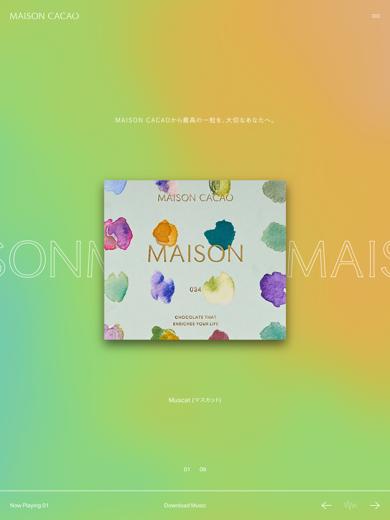 MAISON CACAO
MAISON CACAOから最高の一粒を、大切なあなたへ。
MAISON CACAO
MAISON
034
CHOCOLATE THAT
ENRICHES YOUR LIFE
SONM
MAIS
Muscat (マスカット)
01 08
Now Playing 01
Download Music